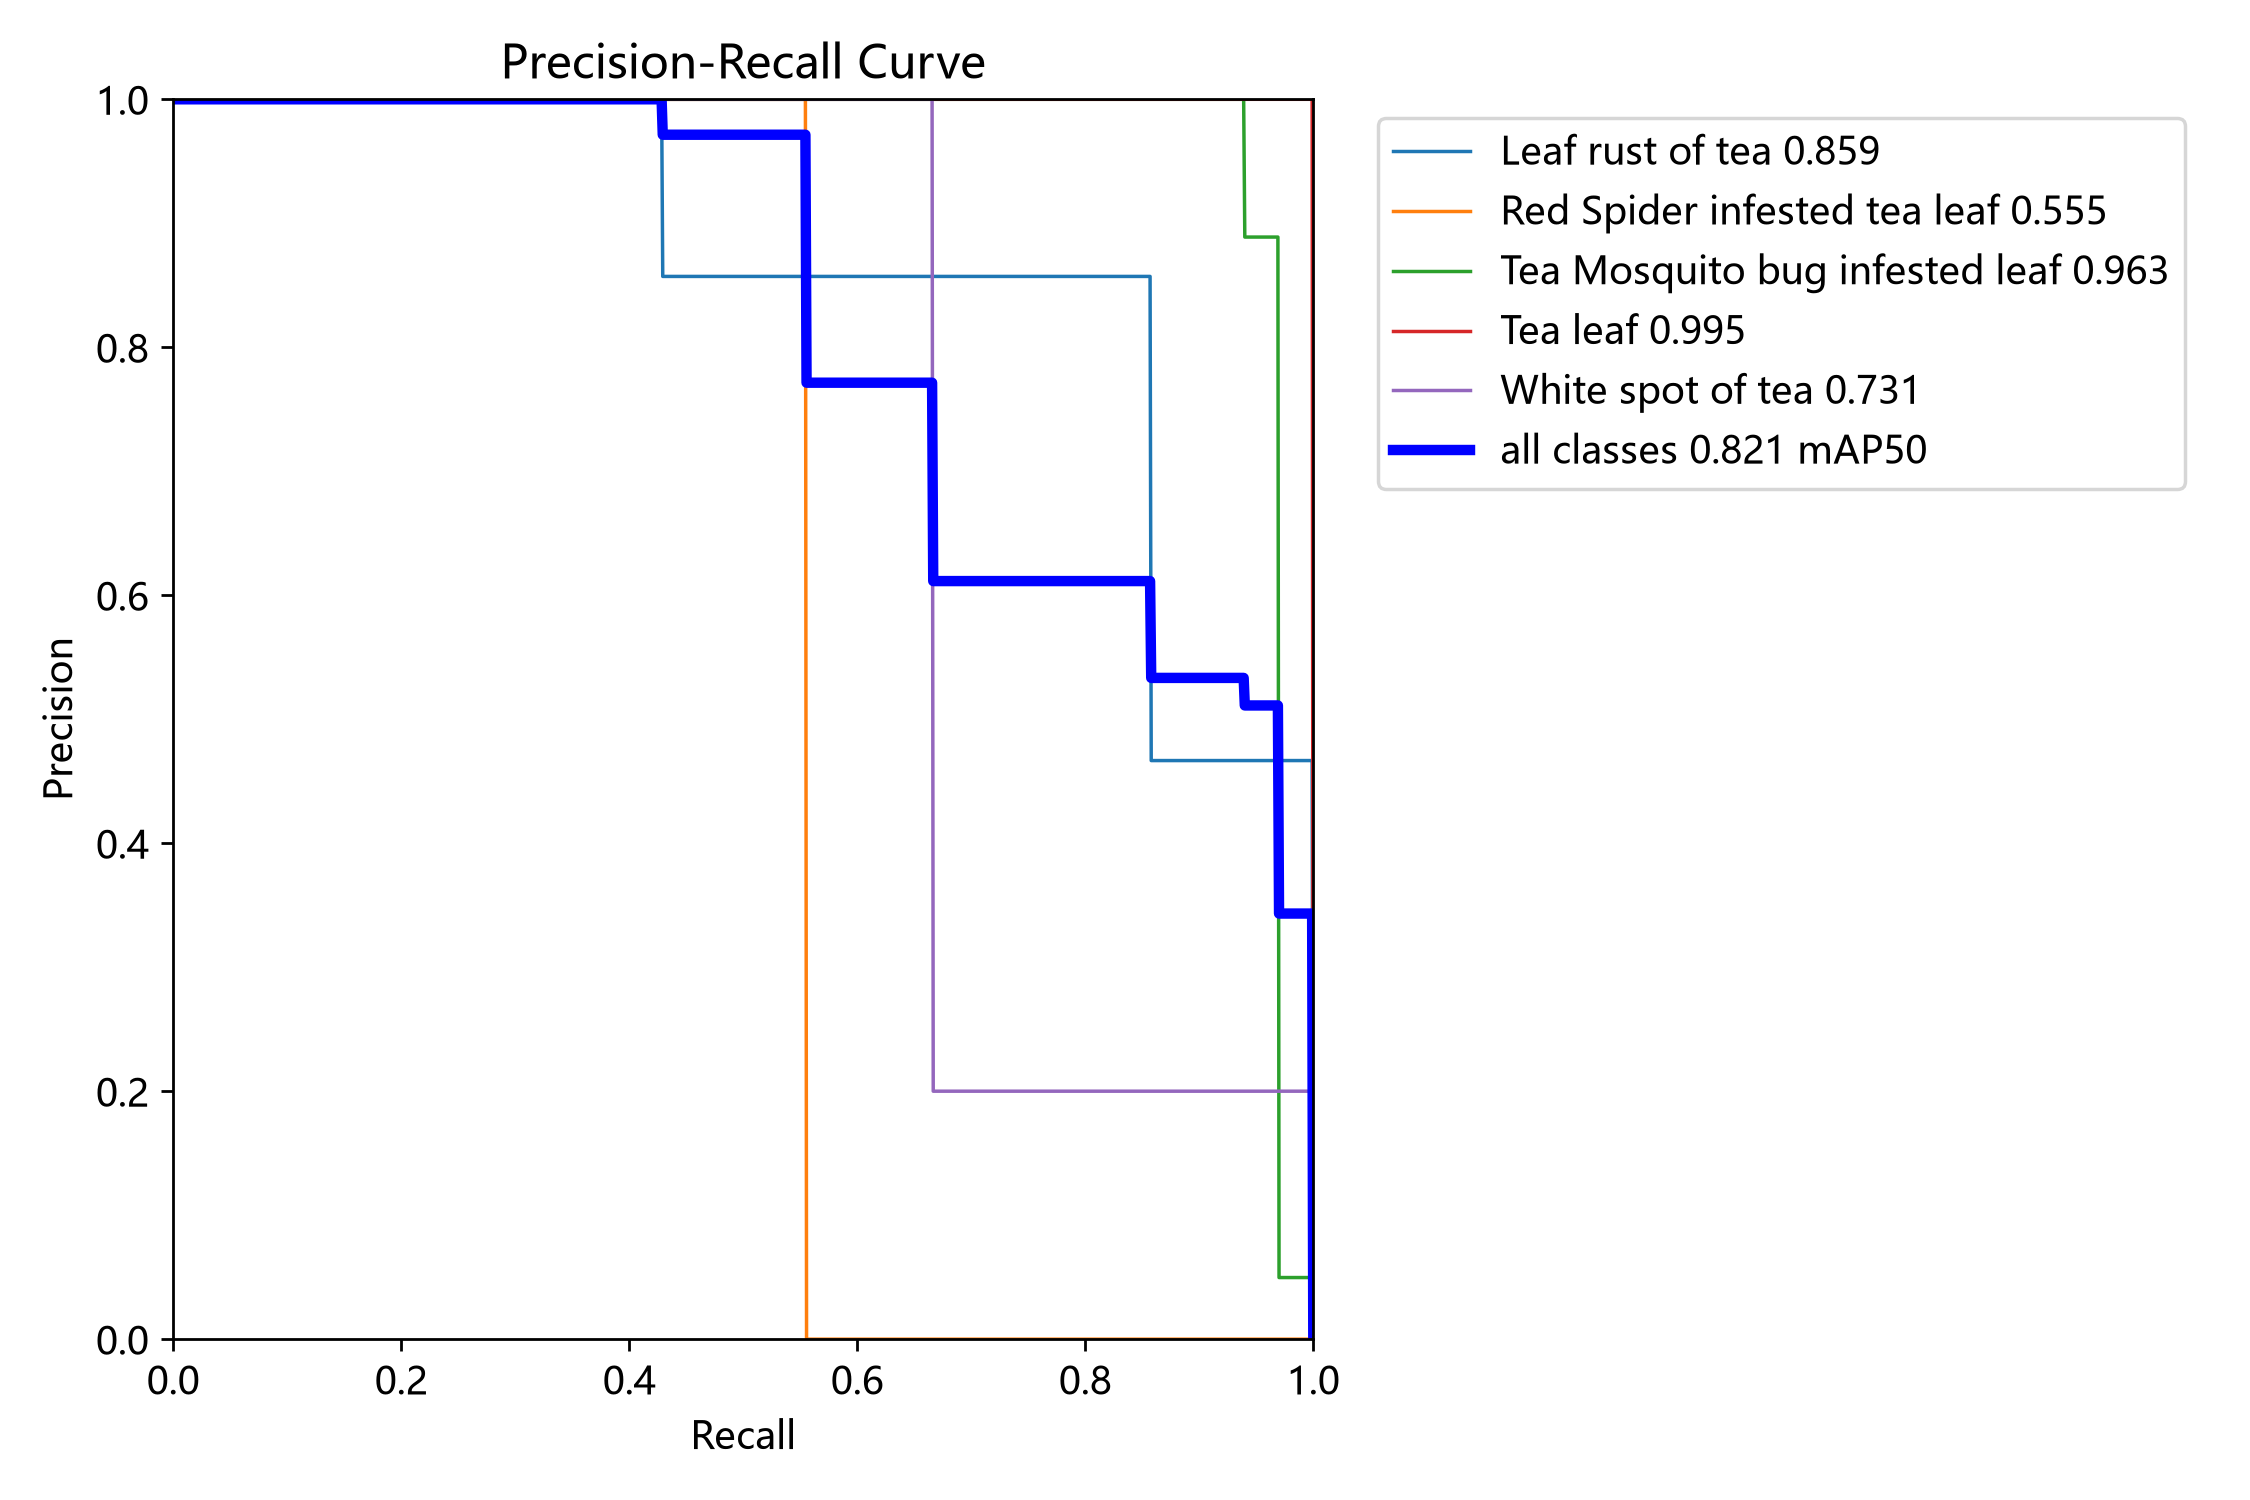 Precision-Recall Curve
1.0
0.8
0.6
0.4
0.2
0.0
Precision
0.0 0.2 0.4 0.6 0.8 1.0
Recall
Leaf rust of tea 0.859
Red Spider infested tea leaf 0.555
Tea Mosquito bug infested leaf 0.963
Tea leaf 0.995
White spot of tea 0.731
all classes 0.821 mAP50